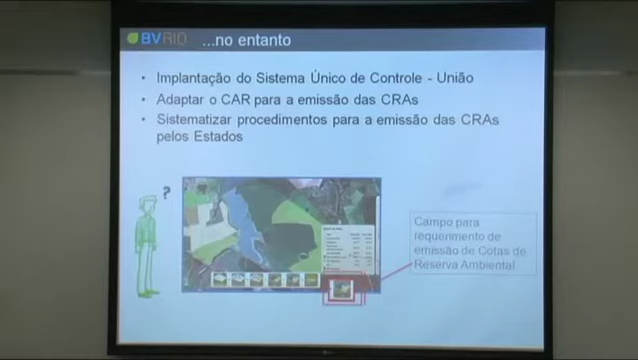 BVRIO ...no entanto
• Implantação do Sistema Único de Controle - União
• Adaptar o CAR para a emissão das CRAs
• Sistematizar procedimentos para a emissão das CRAs
pelos Estados
?
Campo para
requerimento de
emissão de Cotas de
Reserva Ambiental